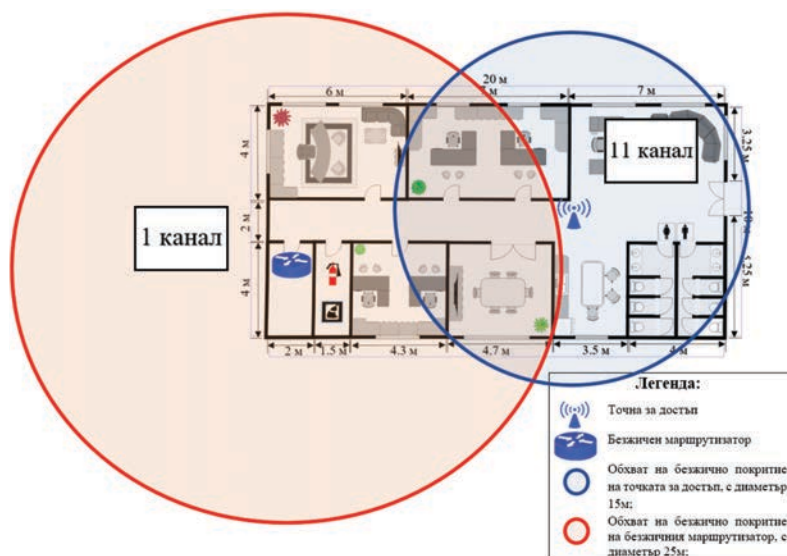 20 м
6 м
7 м
7 м
4 м
3,25 м
11 канал
2 м
10 м
1 канал
4 м
2 м
1.5 м
4.3 м
4.7 м
3.5 м
4 м
Легенда:
Точна за достъп
Безжичен маршрутизатор
Обхват на безжично покритие
на точката за достъп, с диаметър
15м;
Обхват на безжично покритие
на безжичния маршрутизатор, с
диаметър 25м;